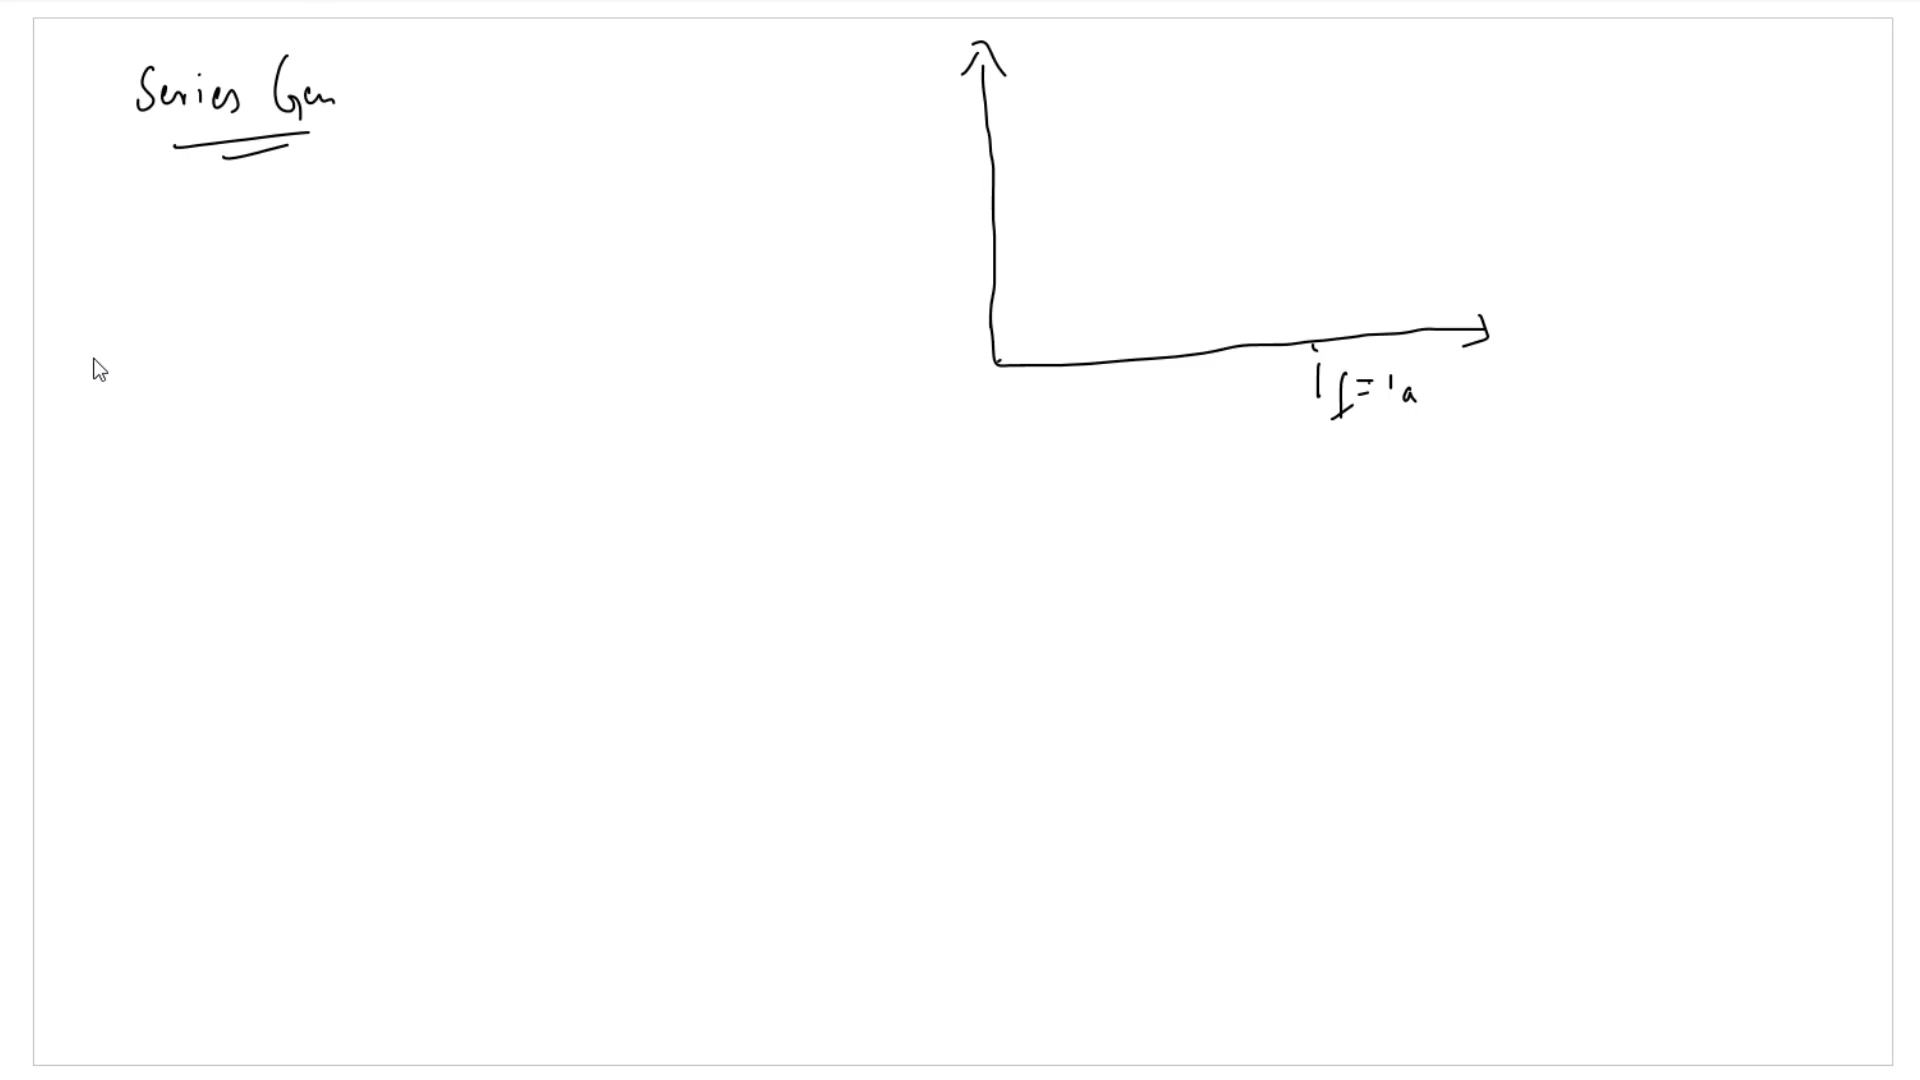 Series Gen
If = Ia